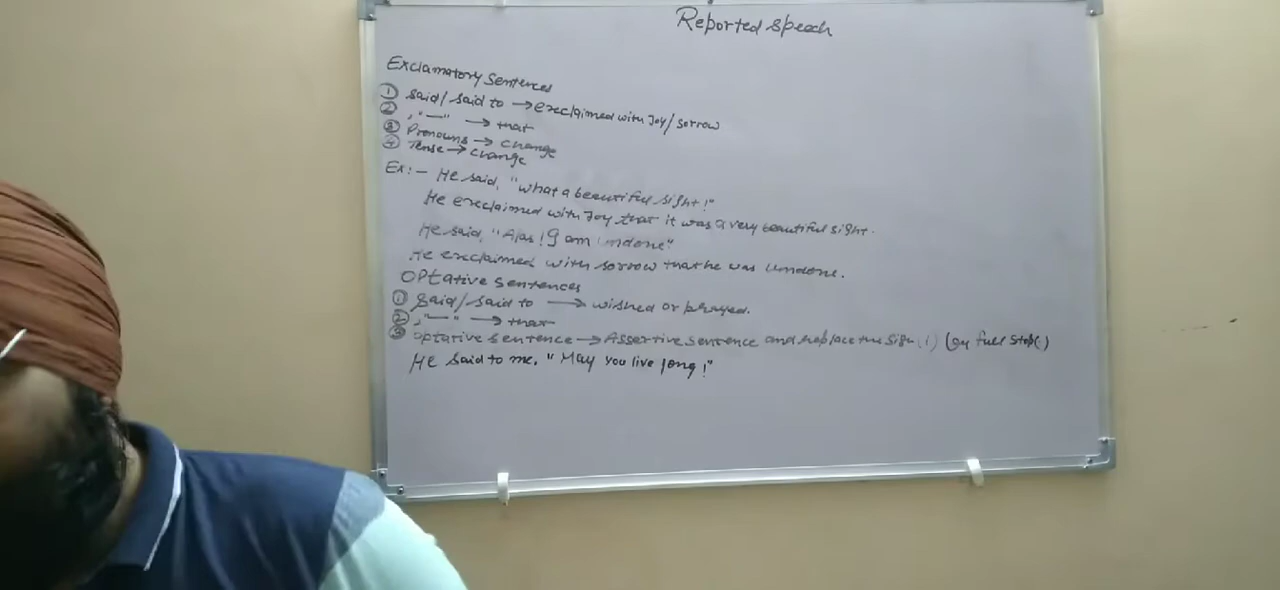 Reported speech
Exclamatory Sentences
① said/said to → exclaimed with Joy/sorrow
② , "—" → that
③ Pronouns → change
④ Tense → change
Ex:- He said, "what a beautiful sight!"
He exclaimed with Joy that it was a very beautiful sight.
He said, "Alas! I am undone"
He exclaimed with sorrow that he was undone.
Optative sentences
① Said/said to → wished or prayed.
② , "—" → that
③ optative sentence → Assertive sentence and replace the sign (!) by full stop(.)
He said to me, "May you live long!"